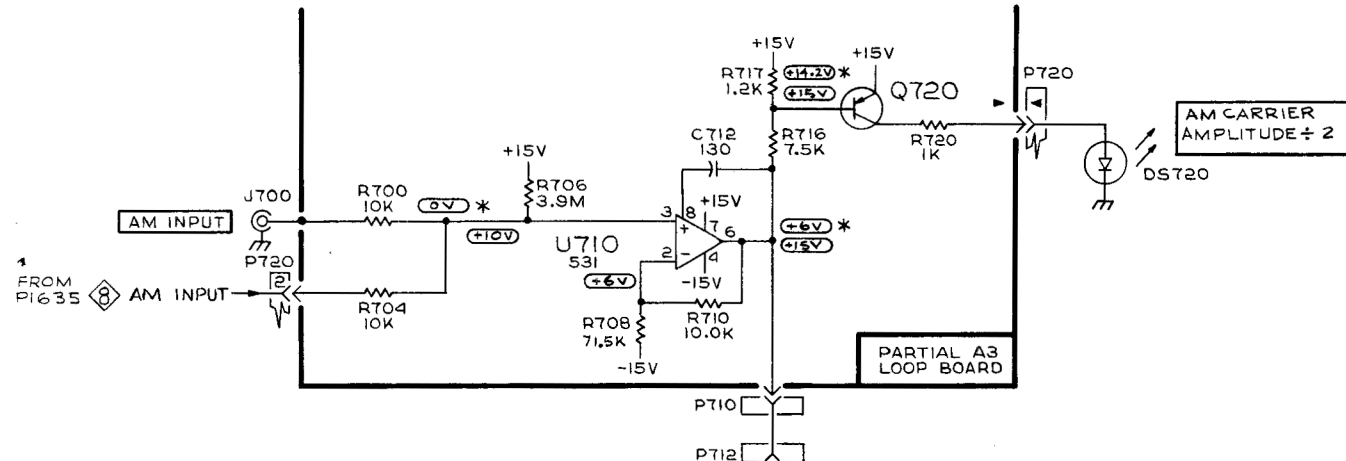 +15V
R717
1.2K
+14.2V *
+15V
+15V
Q720
P720
AM CARRIER
AMPLITUDE ÷ 2
R720
1K
DS720
C712
130
R716
7.5K
+15V
R706
3.9M
J700
AM INPUT
R700
10K
0V *
+10V
3
8
+15V
7
6
+
-
2
4
-15V
U710
531
+6V *
+15V
+6V
P720
2
FROM
P1635 8 AM INPUT
R704
10K
R708
71.5K
-15V
R710
10.0K
PARTIAL A3
LOOP BOARD
P710
P712